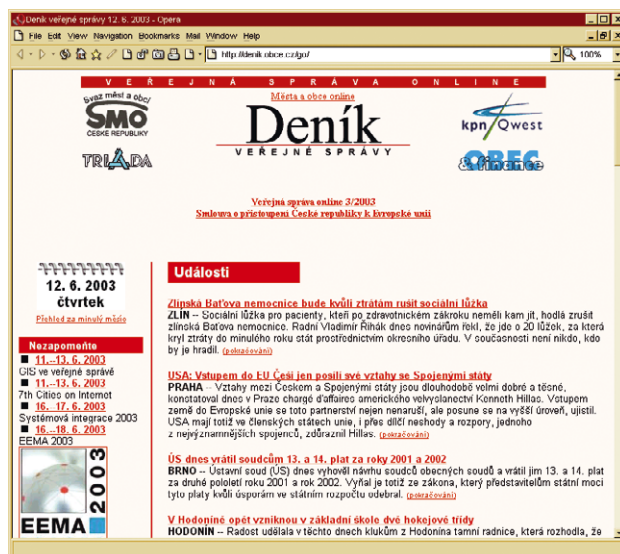 Deník veřejné správy 12. 6. 2003 - Opera
File Edit View Navigation Bookmarks Mail Window Help
http://denik.obce.cz/go/
100%
VEŘEJNÁ SPRÁVA ONLINE
Města a obce online
Svaz měst a obcí
SMO
ČESKÉ REPUBLIKY
Deník
VEŘEJNÉ SPRÁVY
kpnQwest
TRIADA
OBEC
& finance
Veřejná správa online 3/2003
Smlouva o přistoupení České republiky k Evropské unii
12. 6. 2003
čtvrtek
Přehled za minulý měsíc
Nezapomeňte
11.-13. 6. 2003
GIS ve veřejné správě
11.-13. 6. 2003
7th Cities on Internet
16. - 17. 6. 2003
Systémová integrace 2003
16.-18. 6. 2003
EEMA 2003
EEMA 2003
Události
Zlínská Baťova nemocnice bude kvůli ztrátám rušit sociální lůžka
ZLÍN -- Sociální lůžka pro pacienty, kteří po zdravotnickém zákroku neměli kam jít, hodlá zrušit
zlínská Baťova nemocnice. Radní Vladimír Řihák dnes novinářům řekl, že jde o 20 lůžek, za která
kryl ztráty do minulého roku stát prostřednictvím okresního úřadu. V současnosti není nikdo, kdo
by je hradil. (pokračování)
USA: Vstupem do EU Češi jen posílí své vztahy se Spojenými státy
PRAHA -- Vztahy mezi Českem a Spojenými státy jsou dlouhodobě velmi dobré a těsné,
konstatoval dnes v Praze chargé d'affaires amerického velvyslanectví Kenneth Hillas. Vstupem
země do Evropské unie se toto partnerství nejen nenaruší, ale posune se na vyšší úroveň, ujistil.
USA mají totiž ve členských státech unie, i přes dílčí neshody a rozpory, jednoho
z nejvýznamnějších spojenců, zdůraznil Hillas. (pokračování)
ÚS dnes vrátil soudcům 13. a 14. plat za roky 2001 a 2002
BRNO -- Ústavní soud (ÚS) dnes vyhověl návrhu soudců obecných soudů a vrátil jim 13. a 14. plat
za druhé pololetí roku 2001 a rok 2002. Vyňal je totiž ze zákona, který představitelům státní moci
tyto platy kvůli úsporám ve státním rozpočtu odebral. (pokračování)
V Hodoníně opět vzniknou v základní škole dvě hokejové třídy
HODONÍN -- Radost udělala v těchto dnech klukům z Hodonína tamní radnice, která rozhodla, že